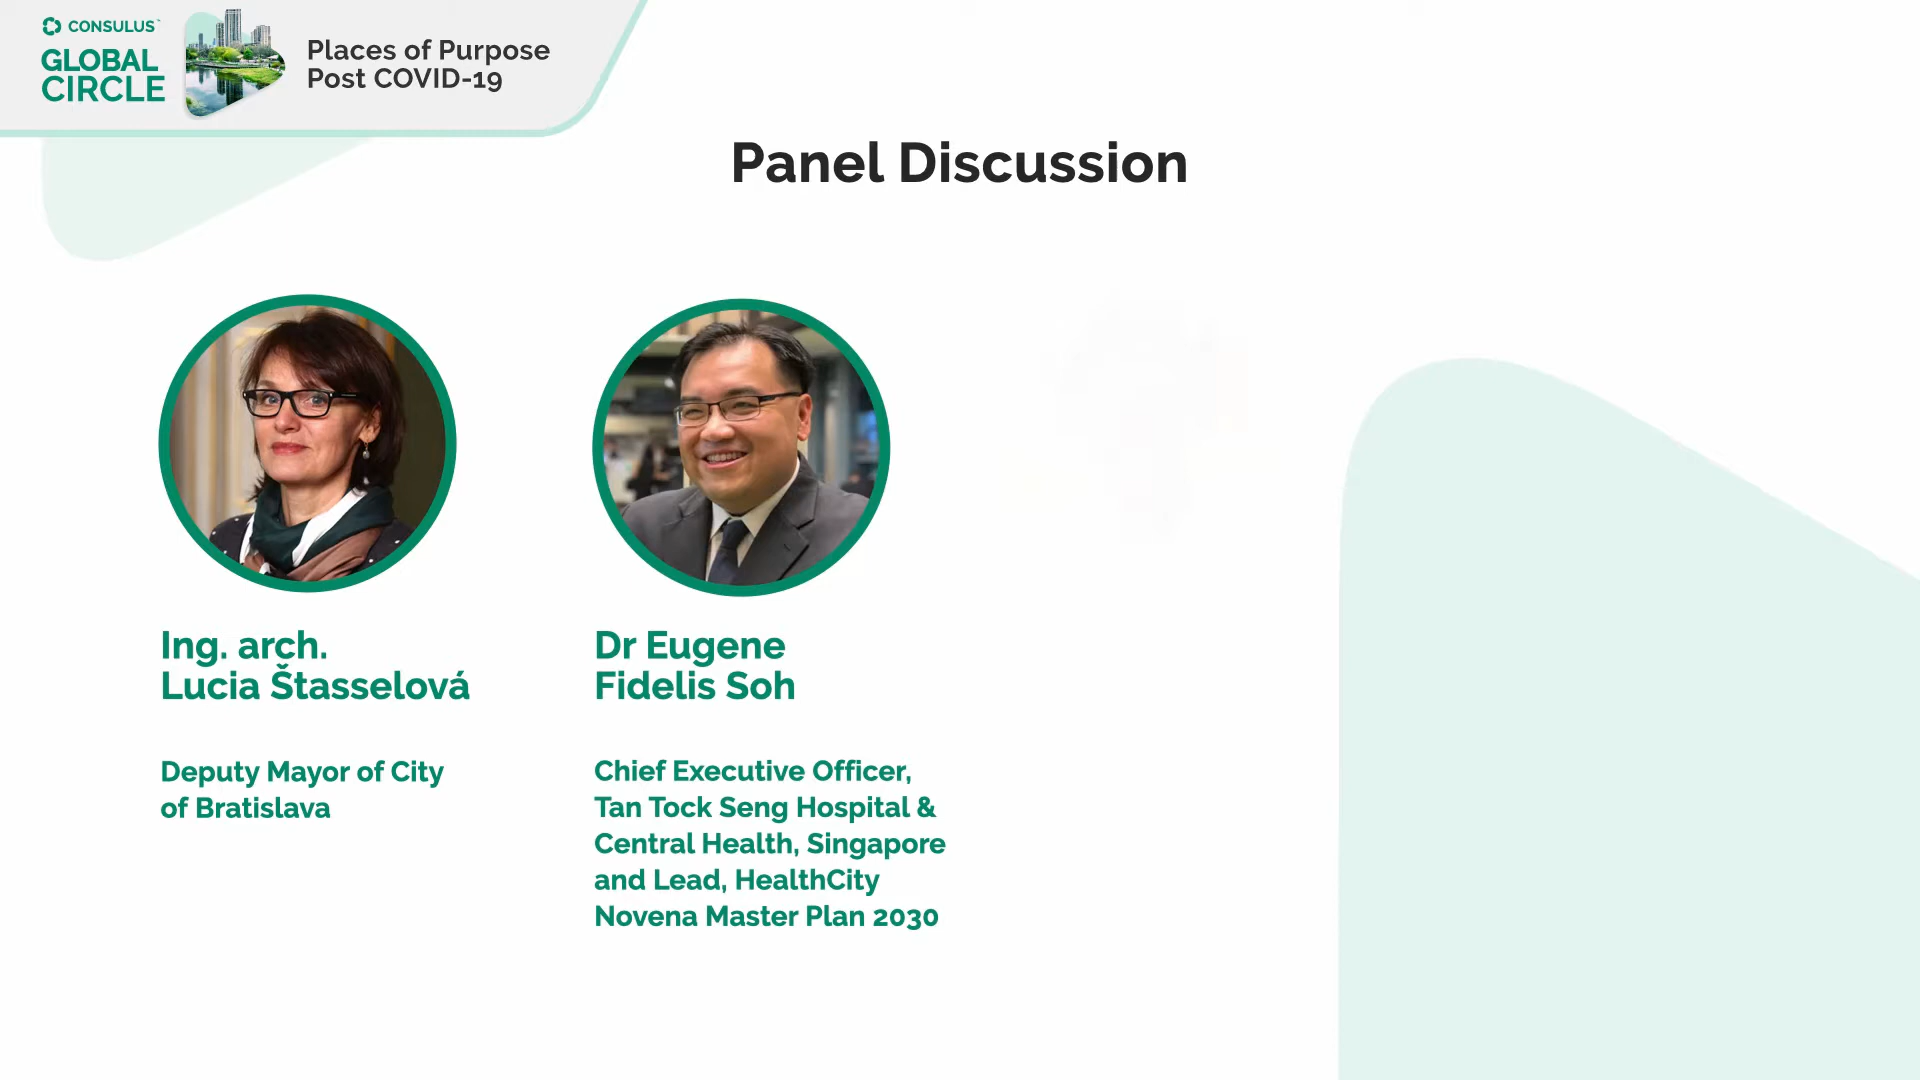 CONSULUS
GLOBAL
CIRCLE
Places of Purpose
Post COVID-19
Panel Discussion
Ing. arch.
Lucia Štasselová
Deputy Mayor of City
of Bratislava
Dr Eugene
Fidelis Soh
Chief Executive Officer,
Tan Tock Seng Hospital &
Central Health, Singapore
and Lead, HealthCity
Novena Master Plan 2030